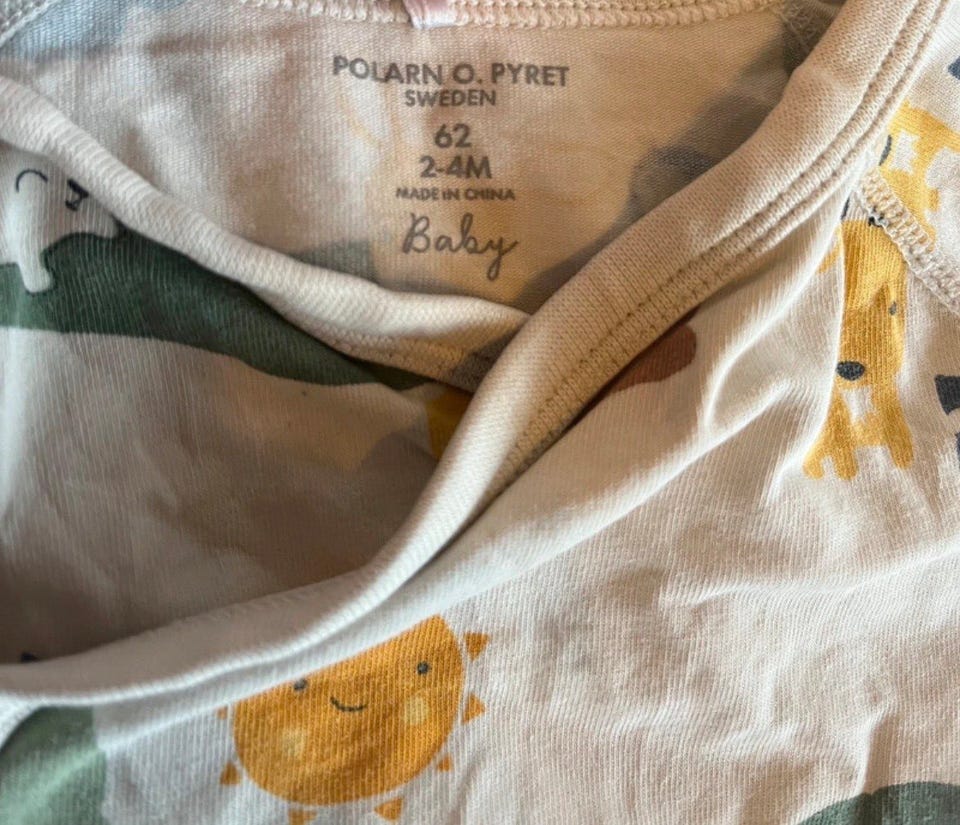 POLARN O. PYRET
SWEDEN
62
2-4M
MADE IN CHINA
Baby